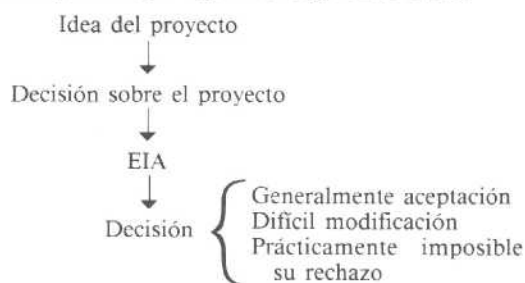 Idea del proyecto
Decisión sobre el proyecto
EIA
Decisión
Generalmente aceptación
Difícil modificación
Prácticamente imposible
su rechazo